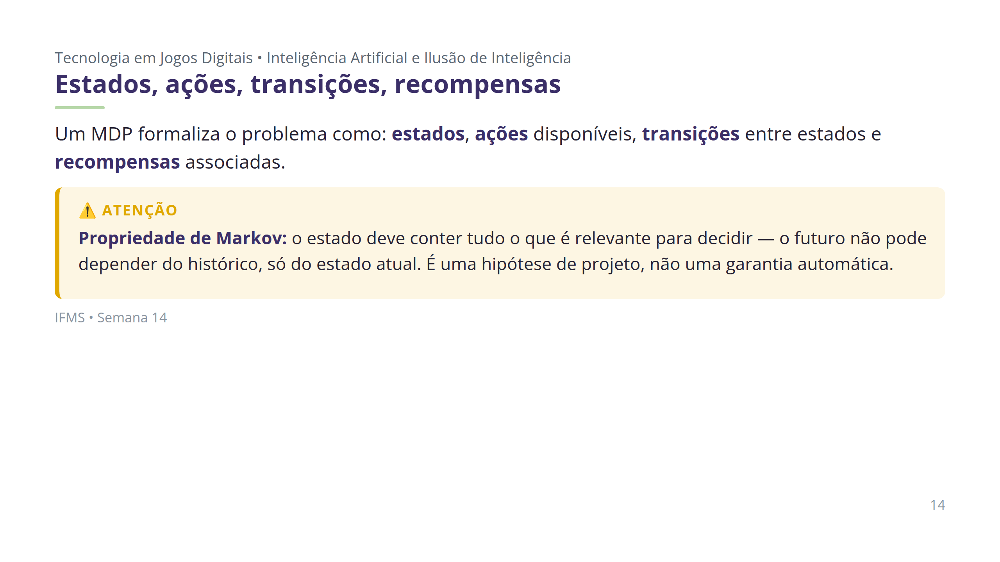 Tecnologia em Jogos Digitais • Inteligência Artificial e Ilusão de Inteligência
Estados, ações, transições, recompensas
Um MDP formaliza o problema como: estados, ações disponíveis, transições entre estados e
recompensas associadas.
⚠️ ATENÇÃO
Propriedade de Markov: o estado deve conter tudo o que é relevante para decidir — o futuro não pode
depender do histórico, só do estado atual. É uma hipótese de projeto, não uma garantia automática.
IFMS • Semana 14
14